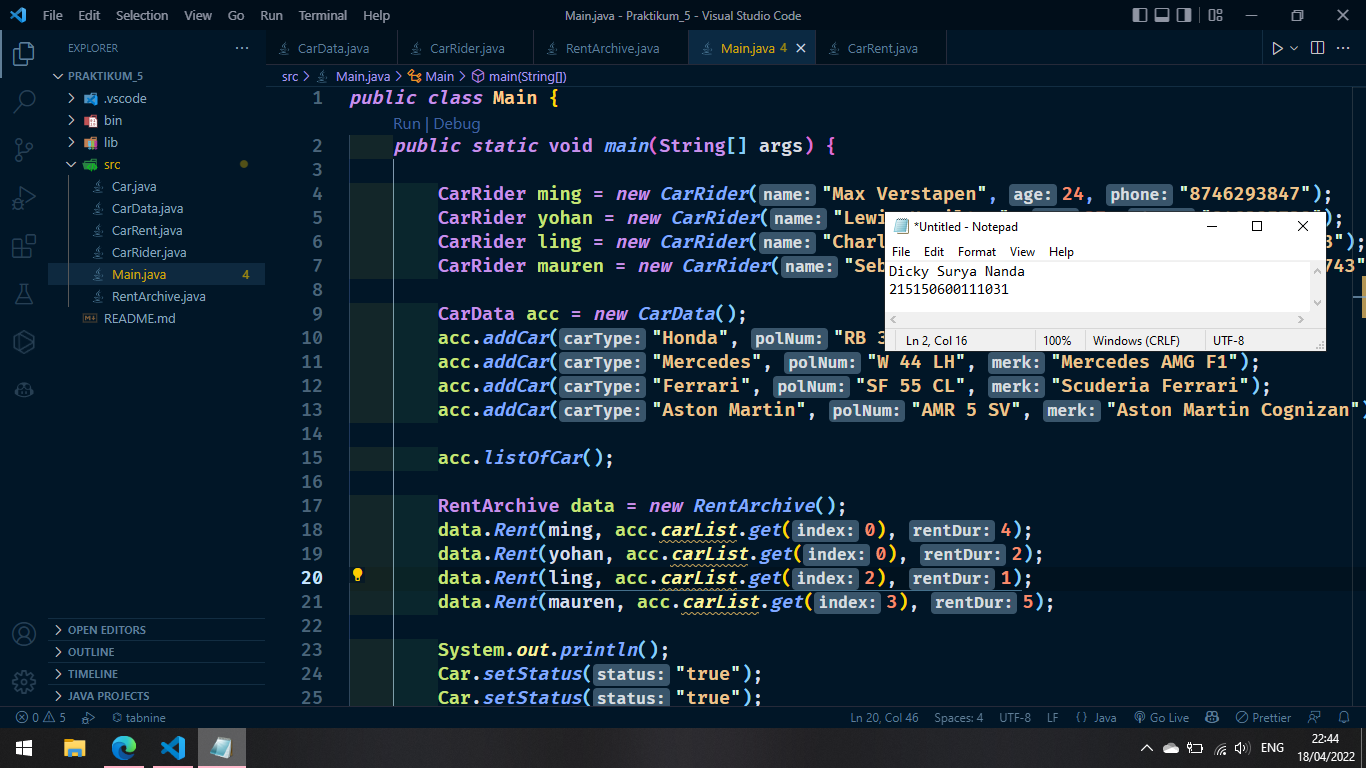 File Edit Selection View Go Run Terminal Help
Main.java - Praktikum_5 - Visual Studio Code
EXPLORER
CarData.java CarRider.java RentArchive.java Main.java 4 CarRent.java
PRAKTIKUM_5
.vscode
bin
lib
src
Car.java
CarData.java
CarRent.java
CarRider.java
Main.java 4
RentArchive.java
README.md
OPEN EDITORS
OUTLINE
TIMELINE
JAVA PROJECTS
src > Main.java > Main > main(String[])
1 public class Main {
Run | Debug
2 public static void main(String[] args) {
3
4 CarRider ming = new CarRider(name: "Max Verstapen", age: 24, phone: "8746293847");
5 CarRider yohan = new CarRider(name: 
6 CarRider ling = new CarRider(name: 
7 CarRider mauren = new CarRider(name: 
8
9 CarData acc = new CarData();
10 acc.addCar(carType: "Honda", polNum: "RB
11 acc.addCar(carType: "Mercedes", polNum: "W 44 LH", merk: "Mercedes AMG F1");
12 acc.addCar(carType: "Ferrari", polNum: "SF 55 CL", merk: "Scuderia Ferrari");
13 acc.addCar(carType: "Aston Martin", polNum: "AMR 5 SV", merk: "Aston Martin Cognizan")
14
15 acc.listOfCar();
16
17 RentArchive data = new RentArchive();
18 data.Rent(ming, acc.carList.get(index: 0), rentDur: 4);
19 data.Rent(yohan, acc.carList.get(index: 0), rentDur: 2);
20 data.Rent(ling, acc.carList.get(index: 2), rentDur: 1);
21 data.Rent(mauren, acc.carList.get(index: 3), rentDur: 5);
22
23 System.out.println();
24 Car.setStatus(status: "true");
25 Car.setStatus(status: "true");
*Untitled - Notepad
File Edit Format View Help
Dicky Surya Nanda
215150600111031
Ln 2, Col 16 100% Windows (CRLF) UTF-8
0 5 tabnine
Ln 20, Col 46 Spaces: 4 UTF-8 LF { } Java Go Live Prettier
ENG
22:44
18/04/2022